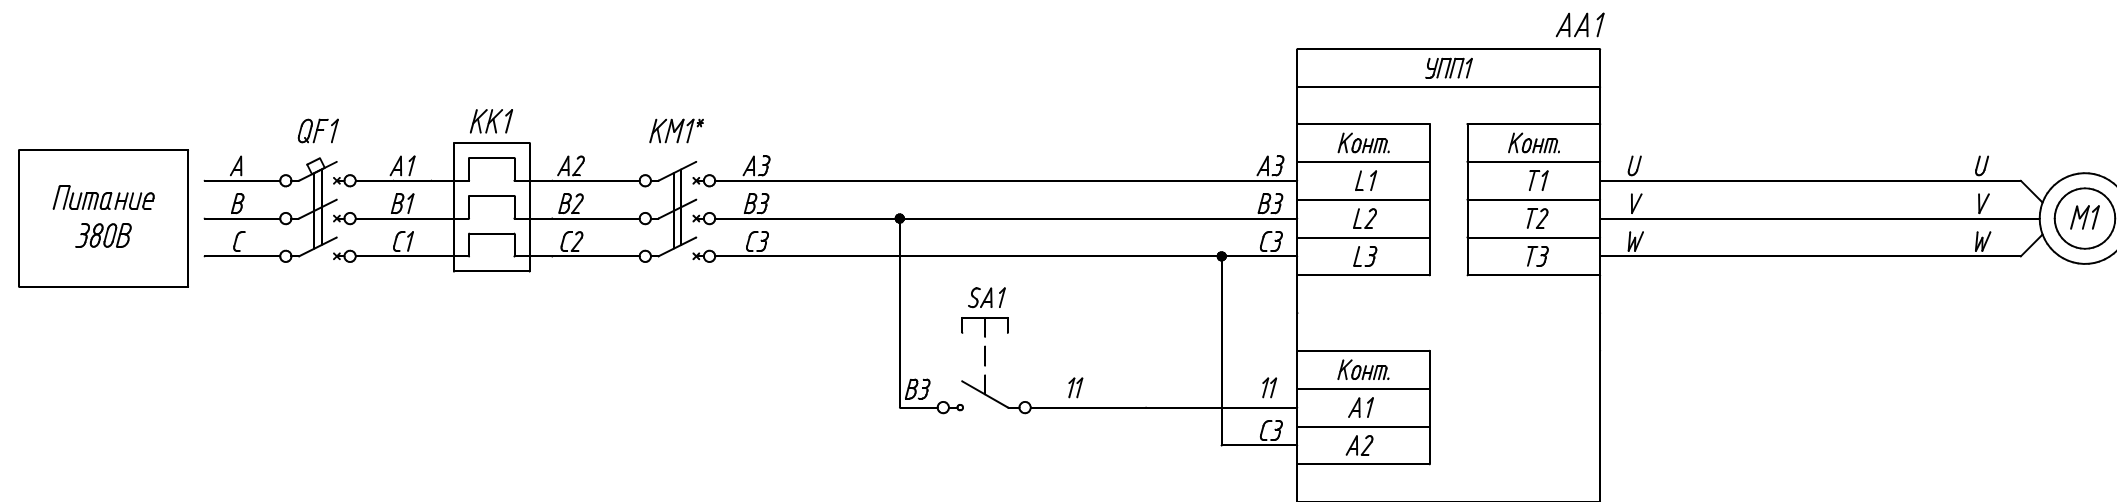 AA1
УПП1
QF1
KK1
KM1*
Конт.
Конт.
A
A1
A2
A3
A3
L1
T1
U
U
Питание
380В
B
B1
B2
B3
B3
L2
T2
V
V
M1
C
C1
C2
C3
C3
L3
T3
W
W
SA1
Конт.
B3
11
11
A1
C3
A2